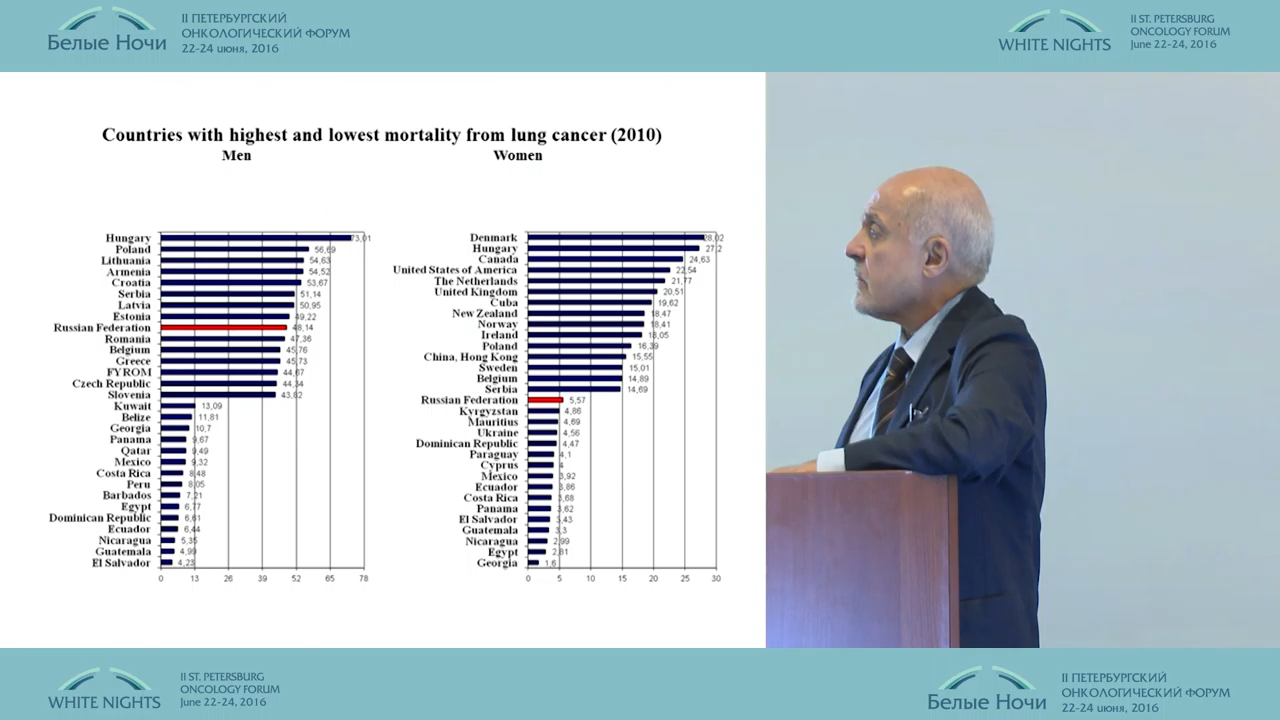 Белые Ночи
II ПЕТЕРБУРГСКИЙ
ОНКОЛОГИЧЕСКИЙ ФОРУМ
22-24 июня, 2016
WHITE NIGHTS
II ST. PETERSBURG
ONCOLOGY FORUM
June 22-24, 2016
Countries with highest and lowest mortality from lung cancer (2010)
Men
Hungary 73,01
Poland 56,69
Lithuania 54,63
Armenia 54,52
Croatia 53,67
Serbia 51,14
Latvia 50,95
Estonia 49,22
Russian Federation 48,14
Romania 47,36
Belgium 45,76
Greece 45,73
FYROM 44,67
Czech Republic 44,34
Slovenia 43,62
Kuwait 13,09
Belize 11,81
Georgia 10,7
Panama 9,67
Qatar 9,49
Mexico 9,32
Costa Rica 8,48
Peru 8,05
Barbados 7,21
Egypt 6,77
Dominican Republic 6,61
Ecuador 6,44
Nicaragua 5,35
Guatemala 4,99
El Salvador 4,23
0 13 26 39 52 65 78
Women
Denmark 28,02
Hungary 27,2
Canada 24,63
United States of America 22,54
The Netherlands 21,77
United Kingdom 20,51
Cuba 19,62
New Zealand 18,47
Norway 18,41
Ireland 18,05
Poland 16,39
China, Hong Kong 15,55
Sweden 15,01
Belgium 14,89
Serbia 14,69
Russian Federation 5,57
Kyrgyzstan 4,86
Mauritius 4,69
Ukraine 4,56
Dominican Republic 4,47
Paraguay 4,1
Cyprus 4
Mexico 3,92
Ecuador 3,86
Costa Rica 3,68
Panama 3,62
El Salvador 3,43
Guatemala 3,3
Nicaragua 2,99
Egypt 2,81
Georgia 1,6
0 5 10 15 20 25 30
WHITE NIGHTS
II ST. PETERSBURG
ONCOLOGY FORUM
June 22-24, 2016
Белые Ночи
II ПЕТЕРБУРГСКИЙ
ОНКОЛОГИЧЕСКИЙ ФОРУМ
22-24 июня, 2016